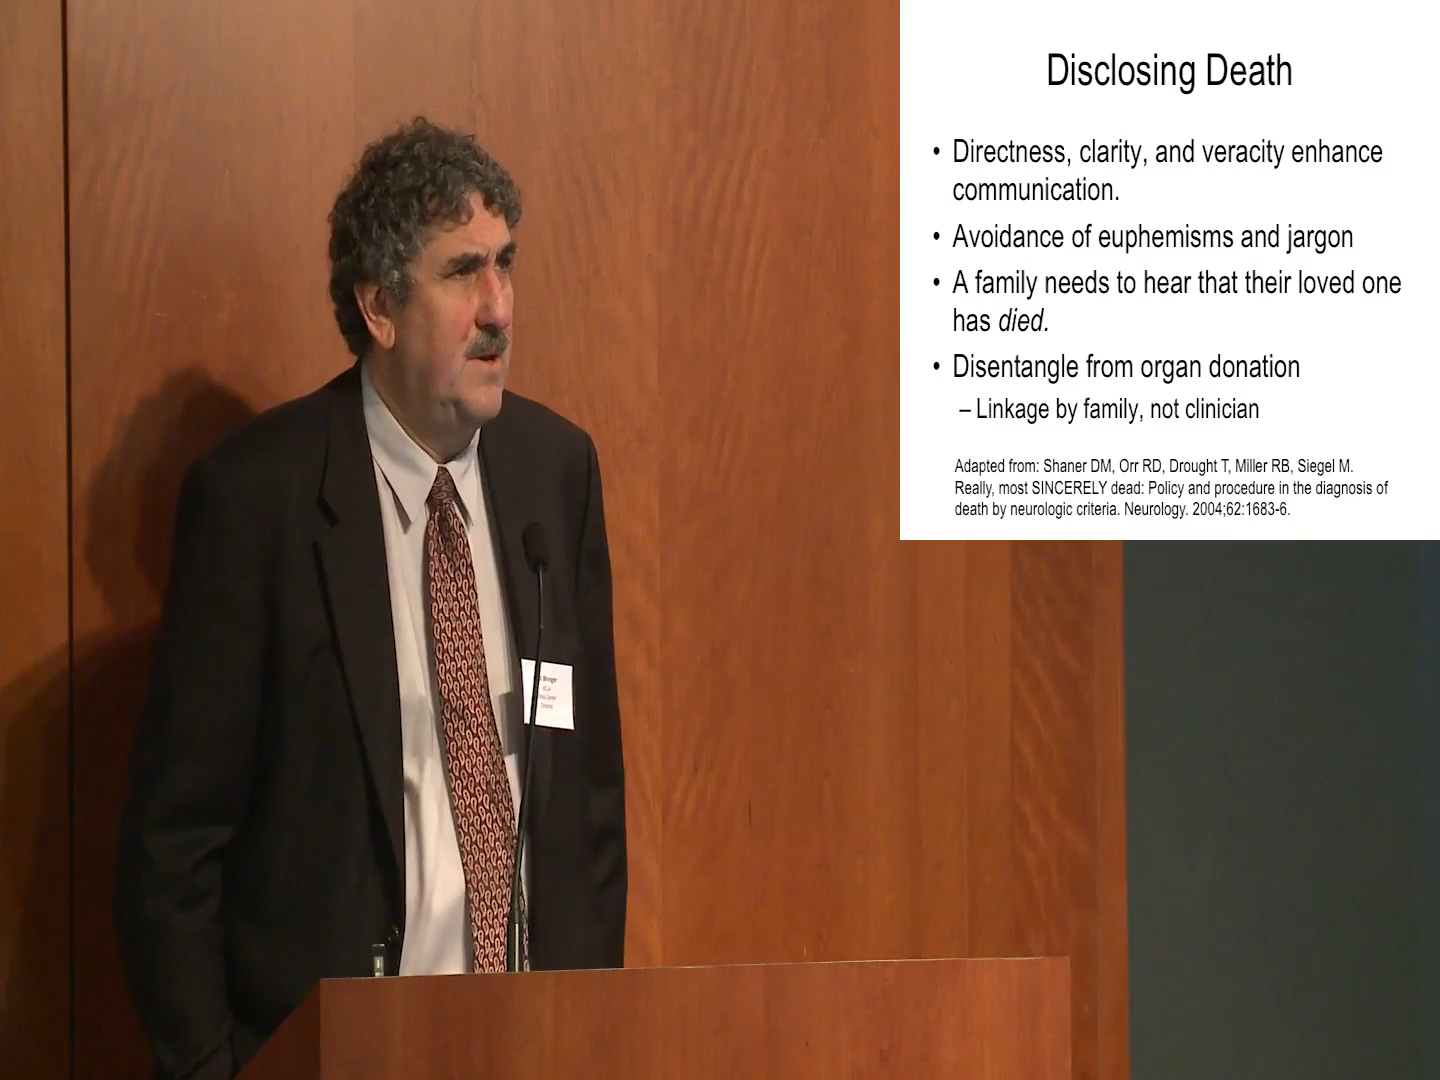 Disclosing Death
• Directness, clarity, and veracity enhance
communication.
• Avoidance of euphemisms and jargon
• A family needs to hear that their loved one
has died.
• Disentangle from organ donation
– Linkage by family, not clinician
Adapted from: Shaner DM, Orr RD, Drought T, Miller RB, Siegel M.
Really, most SINCERELY dead: Policy and procedure in the diagnosis of
death by neurologic criteria. Neurology. 2004;62:1683-6.
Wenger